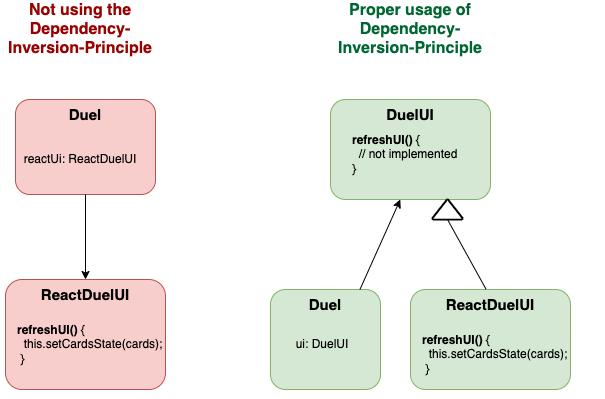 Not using the
Dependency-
Inversion-Principle
Duel
reactUi: ReactDuelUI
ReactDuelUI
refreshUI() {
this.setCardsState(cards);
}
Proper usage of
Dependency-
Inversion-Principle
DuelUI
refreshUI() {
// not implemented
}
Duel
ui: DuelUI
ReactDuelUI
refreshUI() {
this.setCardsState(cards);
}